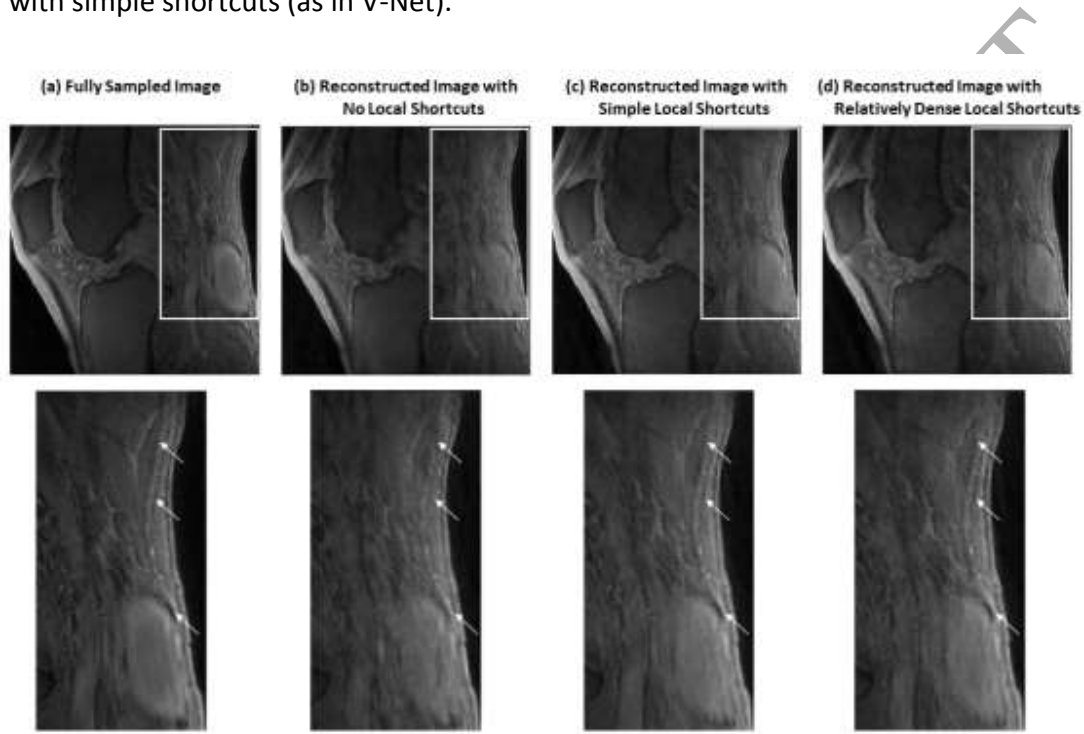 with simple shortcuts (as in V-Net).
(a) Fully Sampled Image
(b) Reconstructed Image with
No Local Shortcuts
(c) Reconstructed Image with
Simple Local Shortcuts
(d) Reconstructed Image with
Relatively Dense Local Shortcuts